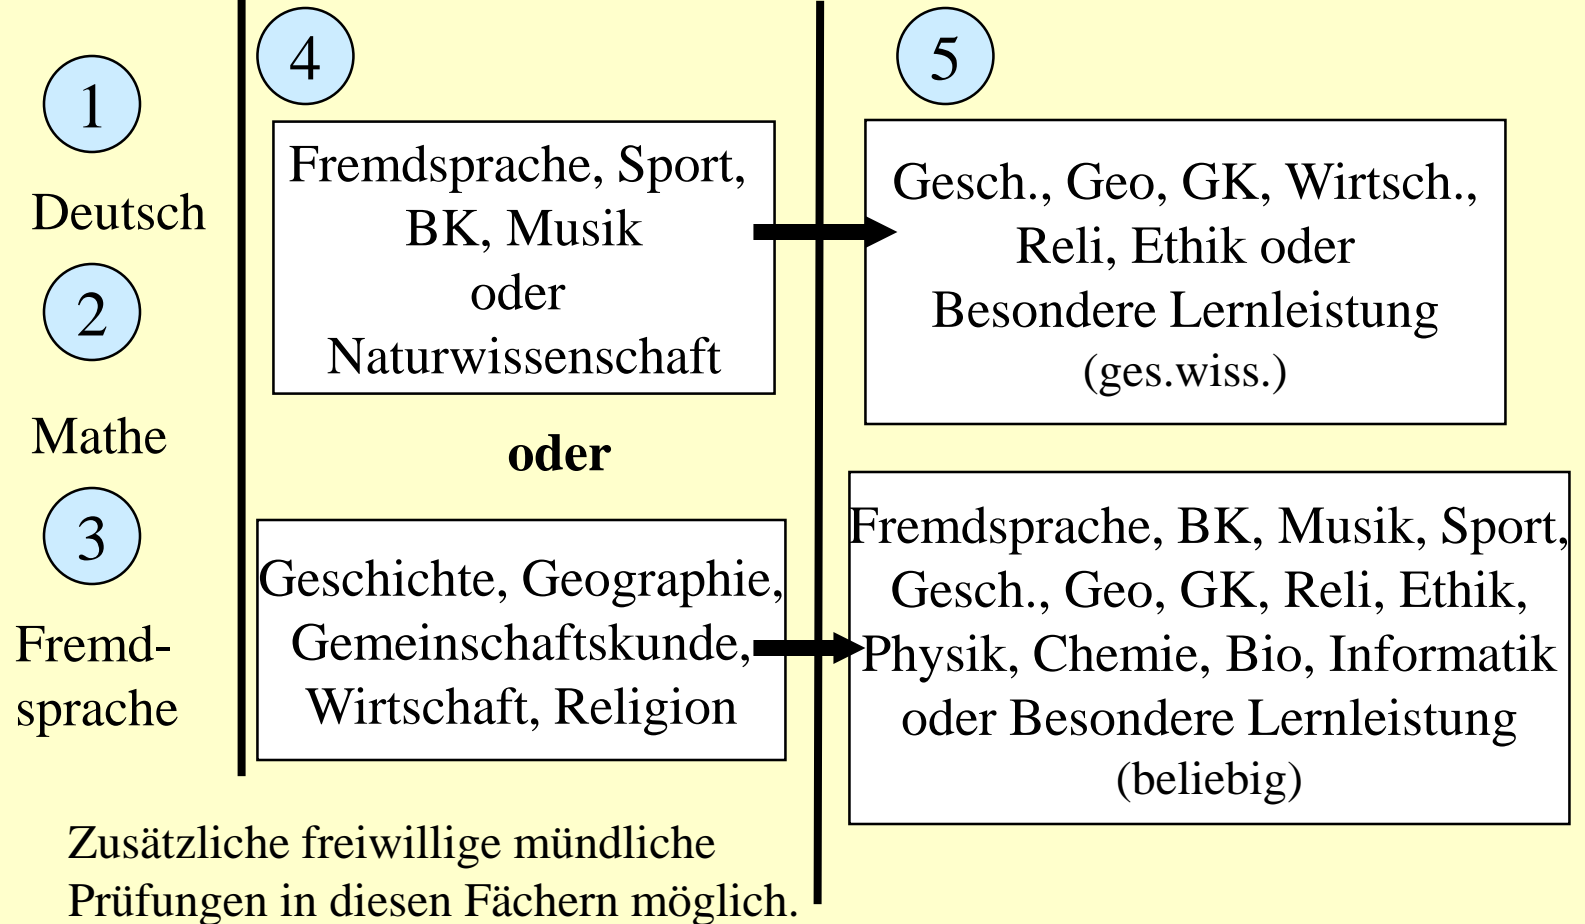 1
Deutsch
2
Mathe
3
Fremd-
sprache
4
Fremdsprache, Sport,
BK, Musik
oder
Naturwissenschaft
oder
Geschichte, Geographie,
Gemeinschaftskunde,
Wirtschaft, Religion
5
Gesch., Geo, GK, Wirtsch.,
Reli, Ethik oder
Besondere Lernleistung
(ges.wiss.)
Fremdsprache, BK, Musik, Sport,
Gesch., Geo, GK, Reli, Ethik,
Physik, Chemie, Bio, Informatik
oder Besondere Lernleistung
(beliebig)
Zusätzliche freiwillige mündliche
Prüfungen in diesen Fächern möglich.